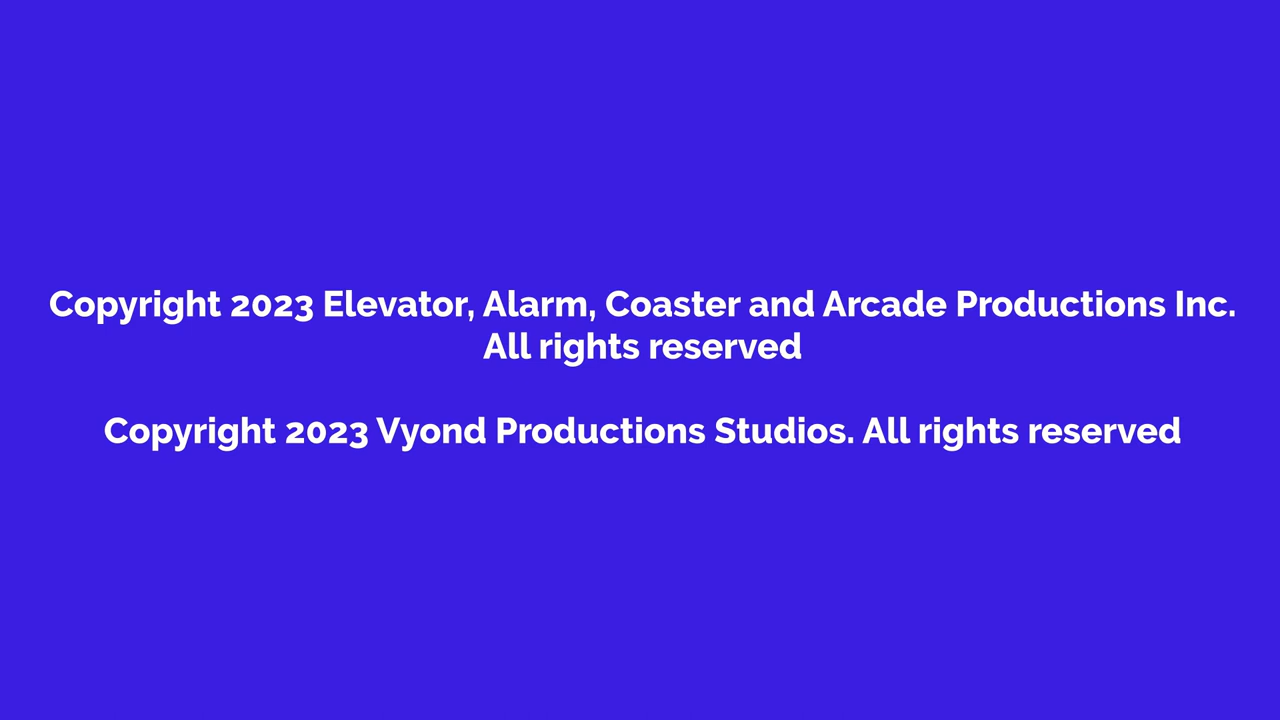 Copyright 2023 Elevator, Alarm, Coaster and Arcade Productions Inc.
All rights reserved
Copyright 2023 Vyond Productions Studios. All rights reserved